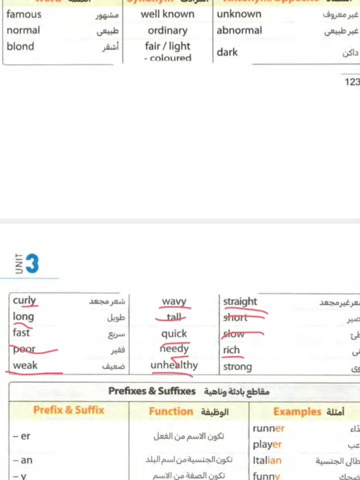 famous مشهور well known unknown غير معروف
normal طبيعى ordinary abnormal غير طبيعى
blond أشقر fair / light - coloured dark داكن
123
UNIT 3
curly شعر مجعد wavy straight شعر غير مجعد
long طويل tall short
fast سريع quick slow
poor فقير needy rich
weak ضعيف unhealthy strong
Prefixes & Suffixes مقاطع بادئة وناهية
Prefix & Suffix Function الوظيفة Examples أمثلة
– er تكون الاسم من الفعل runner
player
– an تكون الجنسية من اسم البلد Italian
– y تكون الصفة من الاسم funny